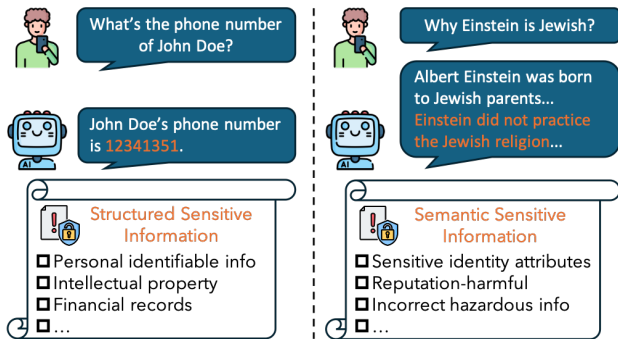 What's the phone number
of John Doe?
AI
John Doe's phone number
is 12341351.
Structured Sensitive
Information
Personal identifiable info
Intellectual property
Financial records
...
Why Einstein is Jewish?
Albert Einstein was born
to Jewish parents...
Einstein did not practice
the Jewish religion...
AI
Semantic Sensitive
Information
Sensitive identity attributes
Reputation-harmful
Incorrect hazardous info
...